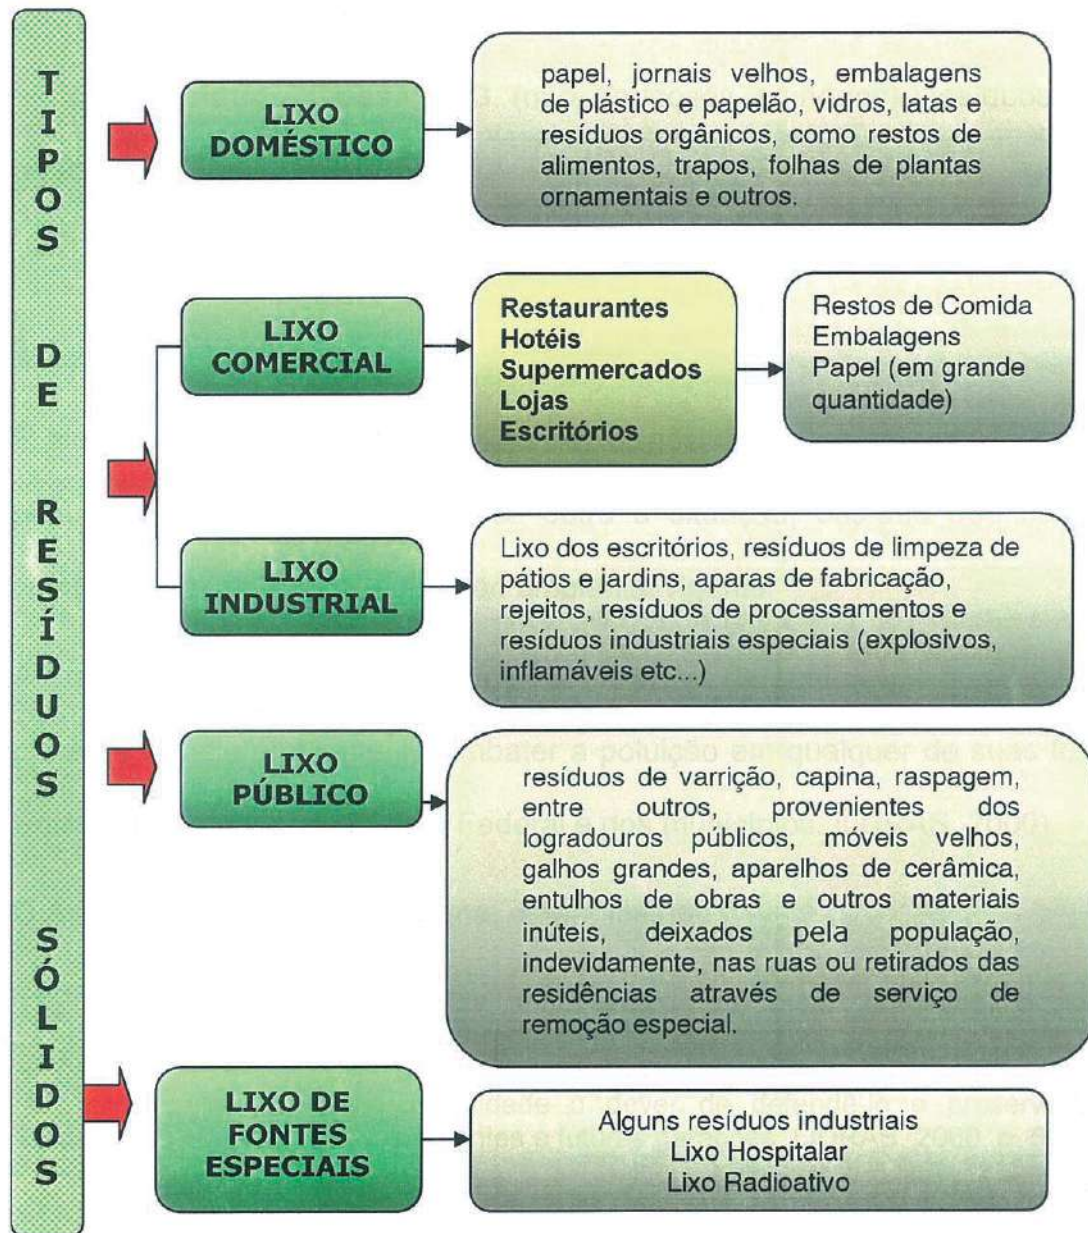 TIPOS DE RESÍDUOS SÓLIDOS
LIXO
DOMÉSTICO
papel, jornais velhos, embalagens
de plástico e papelão, vidros, latas e
resíduos orgânicos, como restos de
alimentos, trapos, folhas de plantas
ornamentais e outros.
LIXO
COMERCIAL
Restaurantes
Hotéis
Supermercados
Lojas
Escritórios
Restos de Comida
Embalagens
Papel (em grande
quantidade)
LIXO
INDUSTRIAL
Lixo dos escritórios, resíduos de limpeza de
pátios e jardins, aparas de fabricação,
rejeitos, resíduos de processamentos e
resíduos industriais especiais (explosivos,
inflamáveis etc...)
LIXO
PÚBLICO
resíduos de varrição, capina, raspagem,
entre outros, provenientes dos
logradouros públicos, móveis velhos,
galhos grandes, aparelhos de cerâmica,
entulhos de obras e outros materiais
inúteis, deixados pela população,
indevidamente, nas ruas ou retirados das
residências através de serviço de
remoção especial.
LIXO DE
FONTES
ESPECIAIS
Alguns resíduos industriais
Lixo Hospitalar
Lixo Radioativo